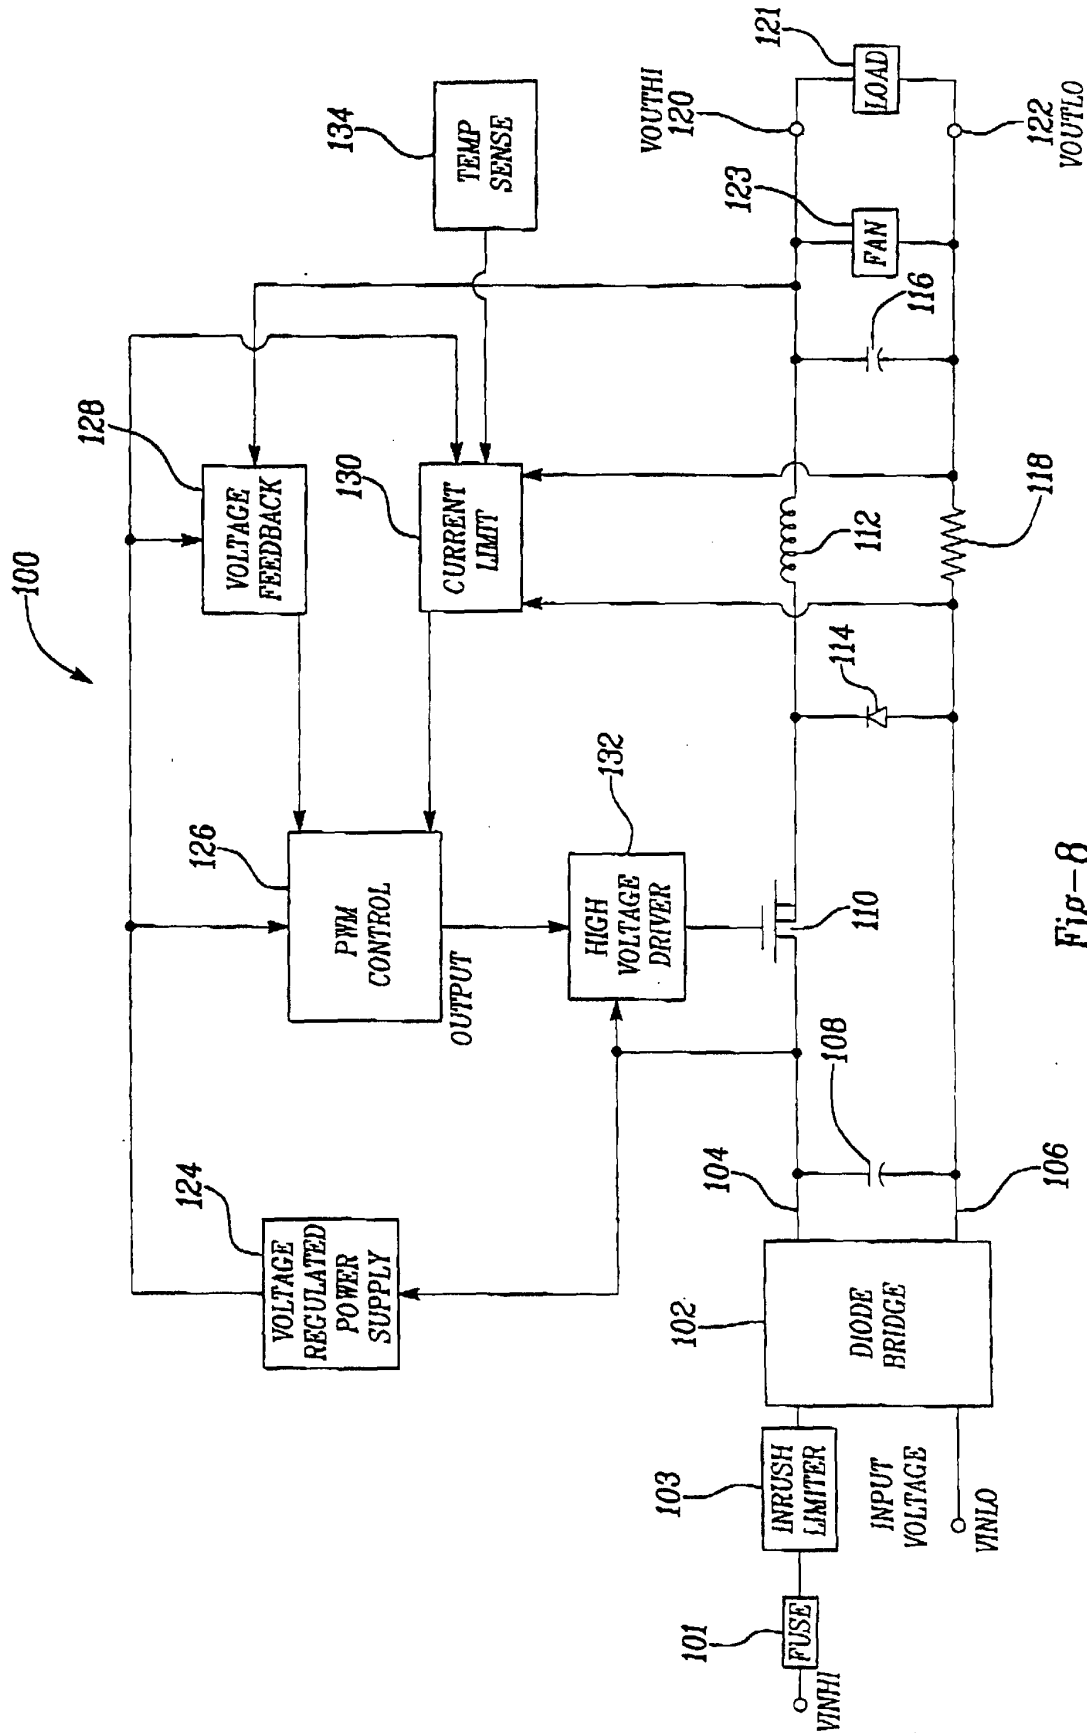 100
134
TEMP
SENSE
128
VOLTAGE
FEEDBACK
130
CURRENT
LIMIT
126
PWM
CONTROL
OUTPUT
132
HIGH
VOLTAGE
DRIVER
124
VOLTAGE
REGULATED
POWER
SUPPLY
121
LOAD
VOUTHI
120
122
VOUTLO
123
FAN
116
112
118
114
110
108
104
106
102
DIODE
BRIDGE
103
INRUSH
LIMITER
INPUT
VOLTAGE
101
FUSE
VINHI
VINLO
Fig-8